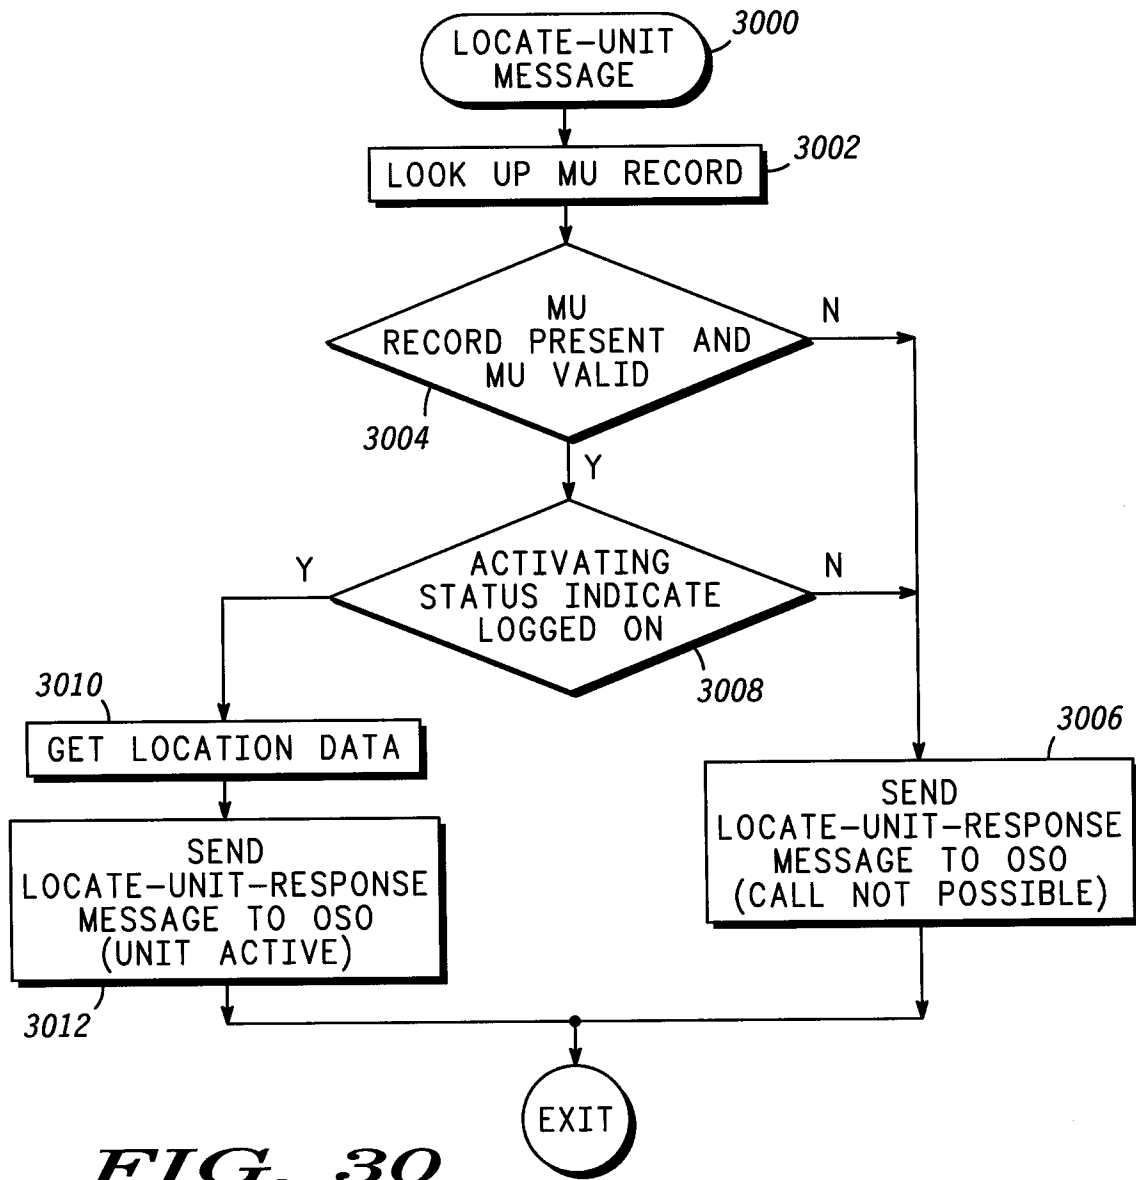 LOCATE-UNIT
MESSAGE
3000
LOOK UP MU RECORD
3002
MU
RECORD PRESENT AND
MU VALID
N
3004
Y
ACTIVATING
STATUS INDICATE
LOGGED ON
Y
N
3008
3010
GET LOCATION DATA
3006
SEND
LOCATE-UNIT-RESPONSE
MESSAGE TO OSO
(CALL NOT POSSIBLE)
SEND
LOCATE-UNIT-RESPONSE
MESSAGE TO OSO
(UNIT ACTIVE)
3012
EXIT
FIG. 30